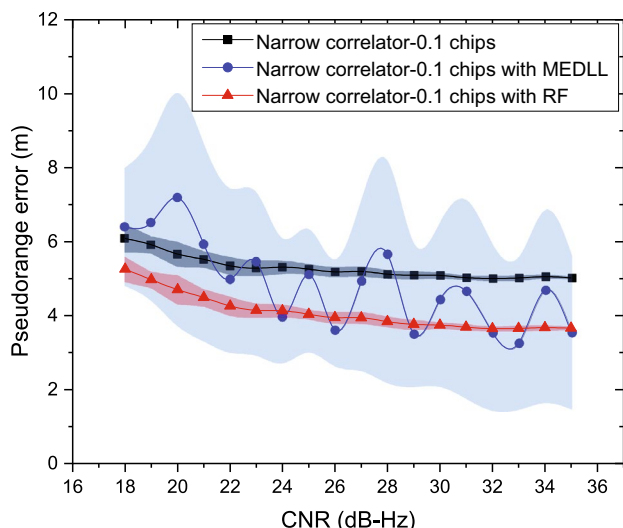 12
10
8
6
4
2
0
Pseudorange error (m)
Narrow correlator-0.1 chips
Narrow correlator-0.1 chips with MEDLL
Narrow correlator-0.1 chips with RF
16 18 20 22 24 26 28 30 32 34 36
CNR (dB-Hz)